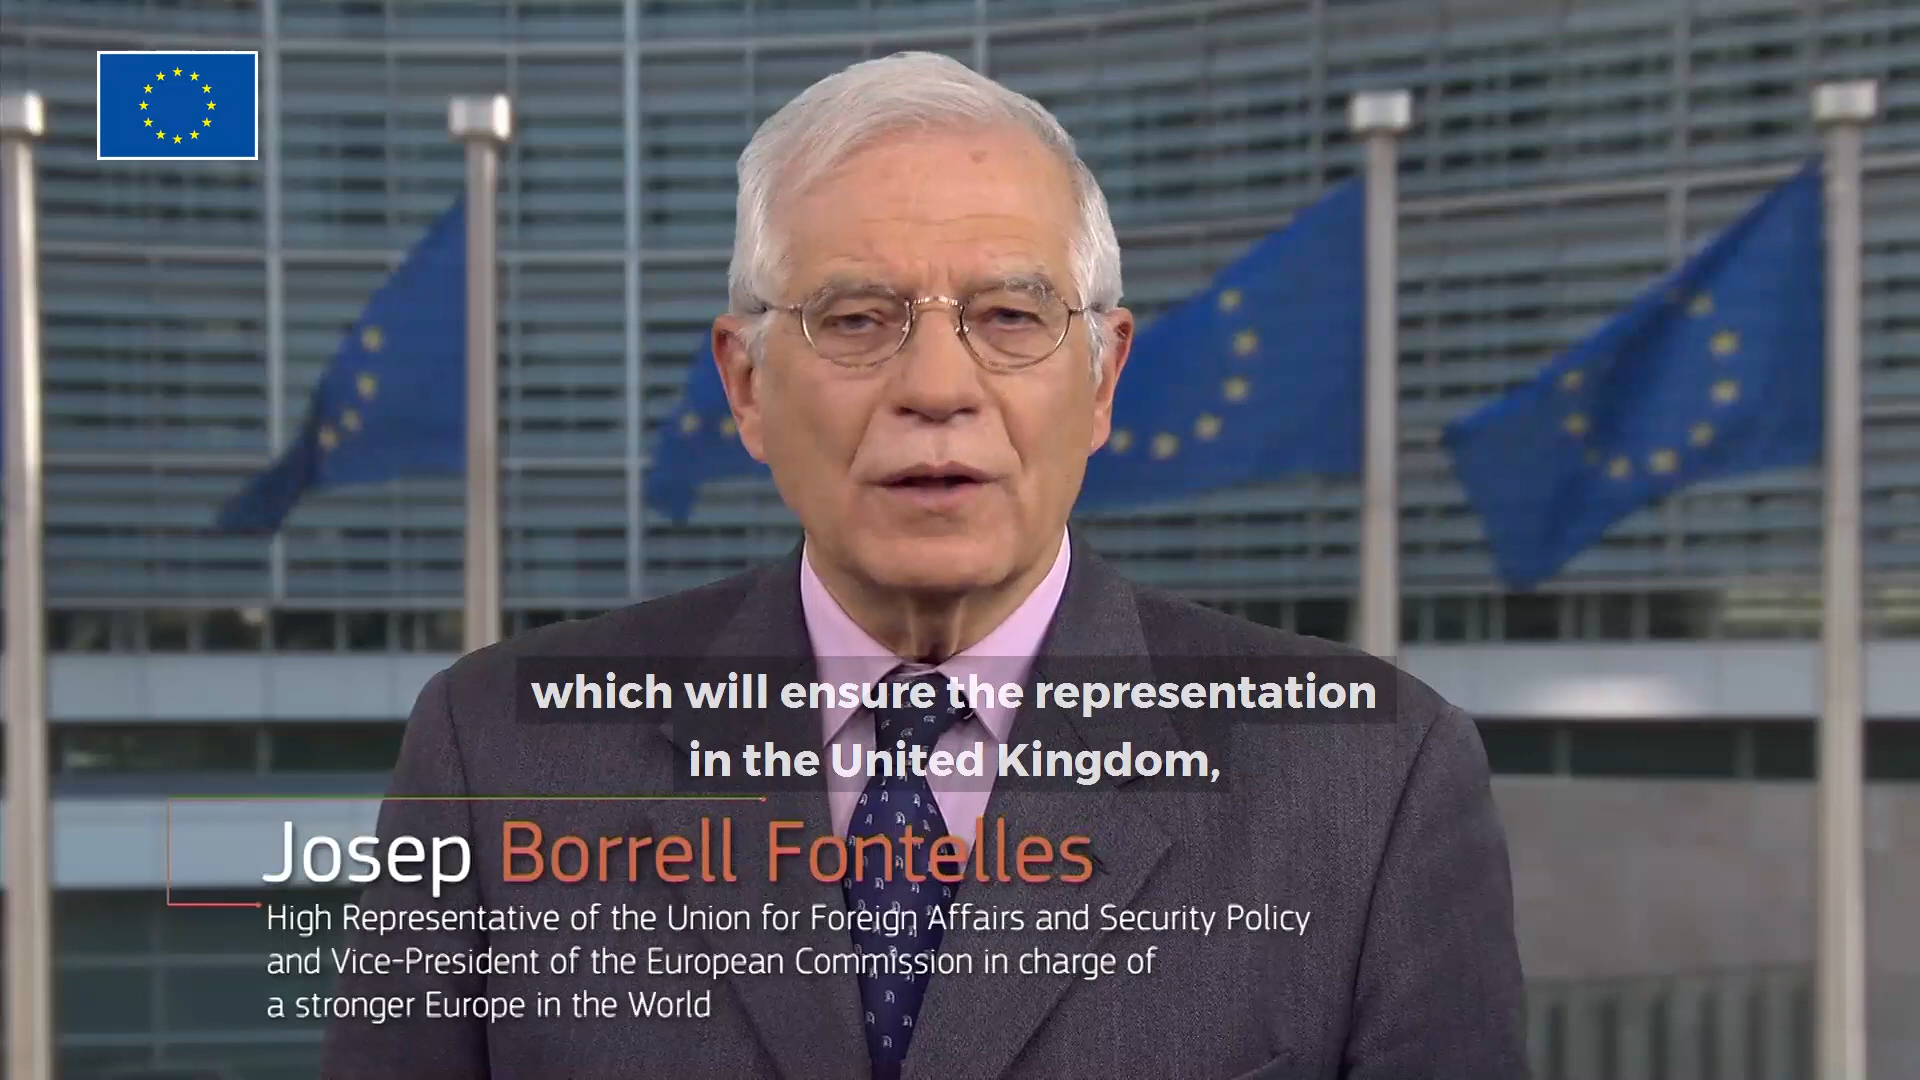 which will ensure the representation
in the United Kingdom,
Josep Borrell Fontelles
High Representative of the Union for Foreign Affairs and Security Policy
and Vice-President of the European Commission in charge of
a stronger Europe in the World